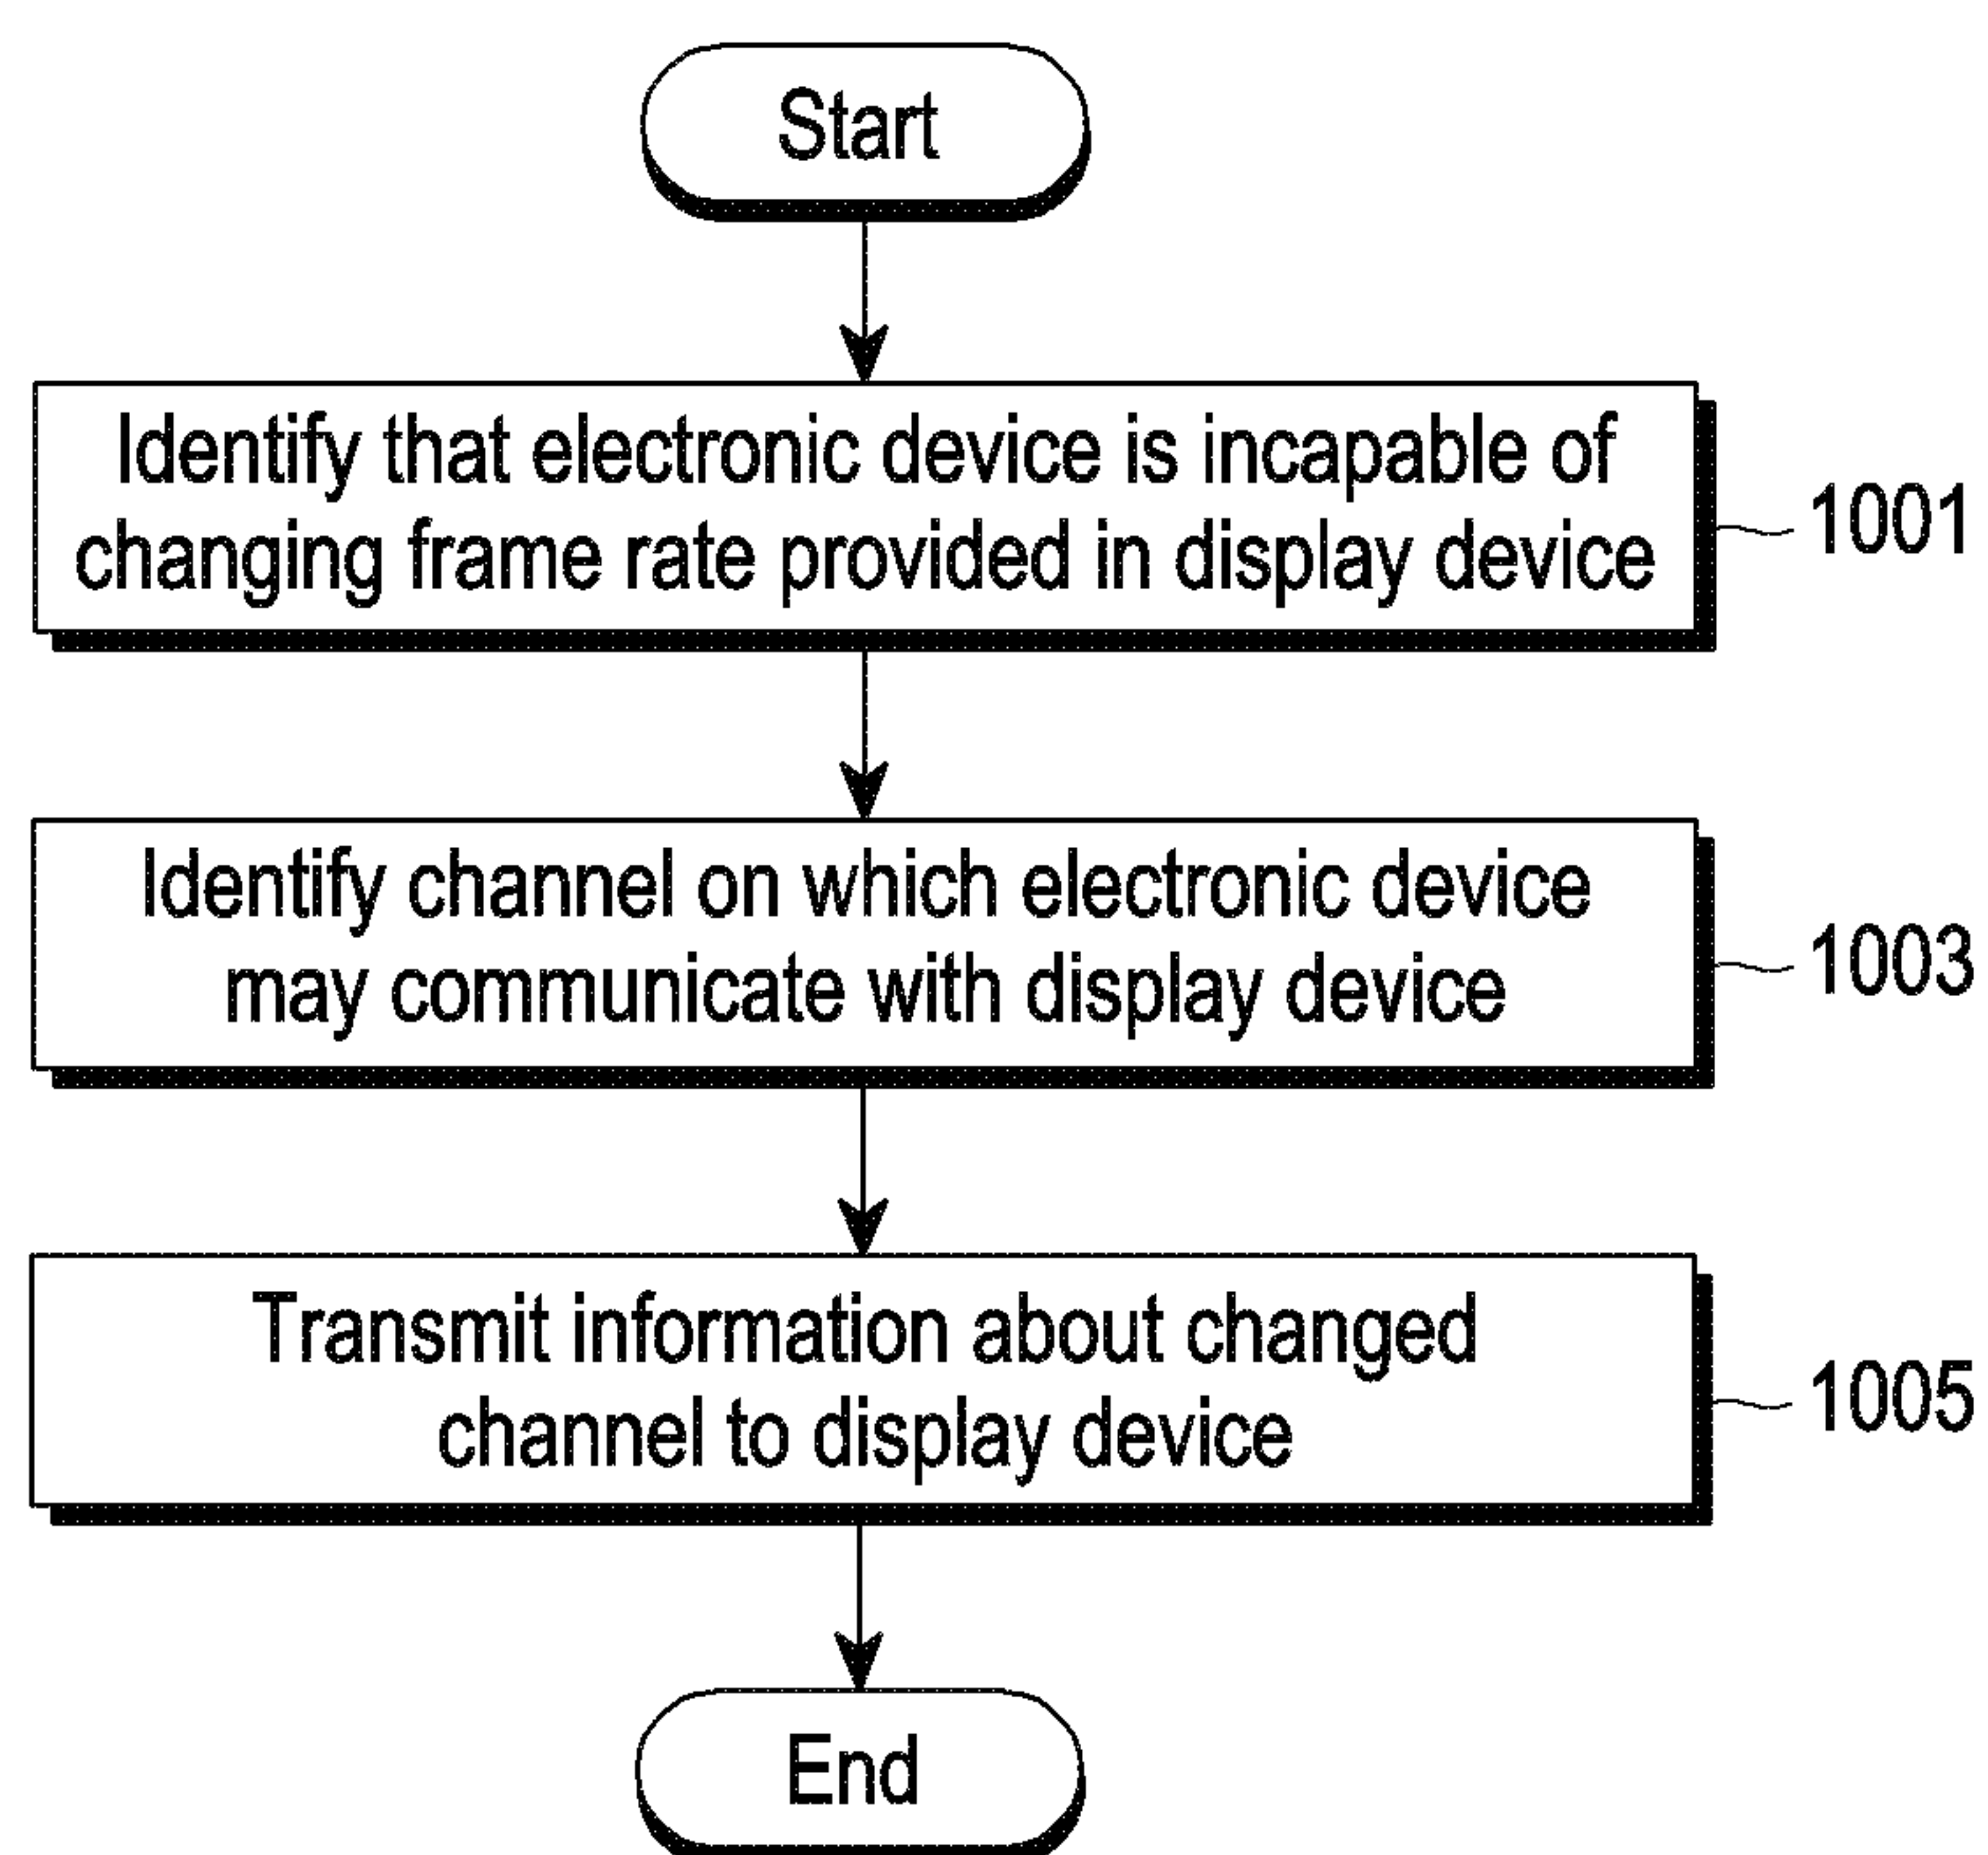 Start
Identify that electronic device is incapable of
changing frame rate provided in display device
1001
Identify channel on which electronic device
may communicate with display device
1003
Transmit information about changed
channel to display device
1005
End